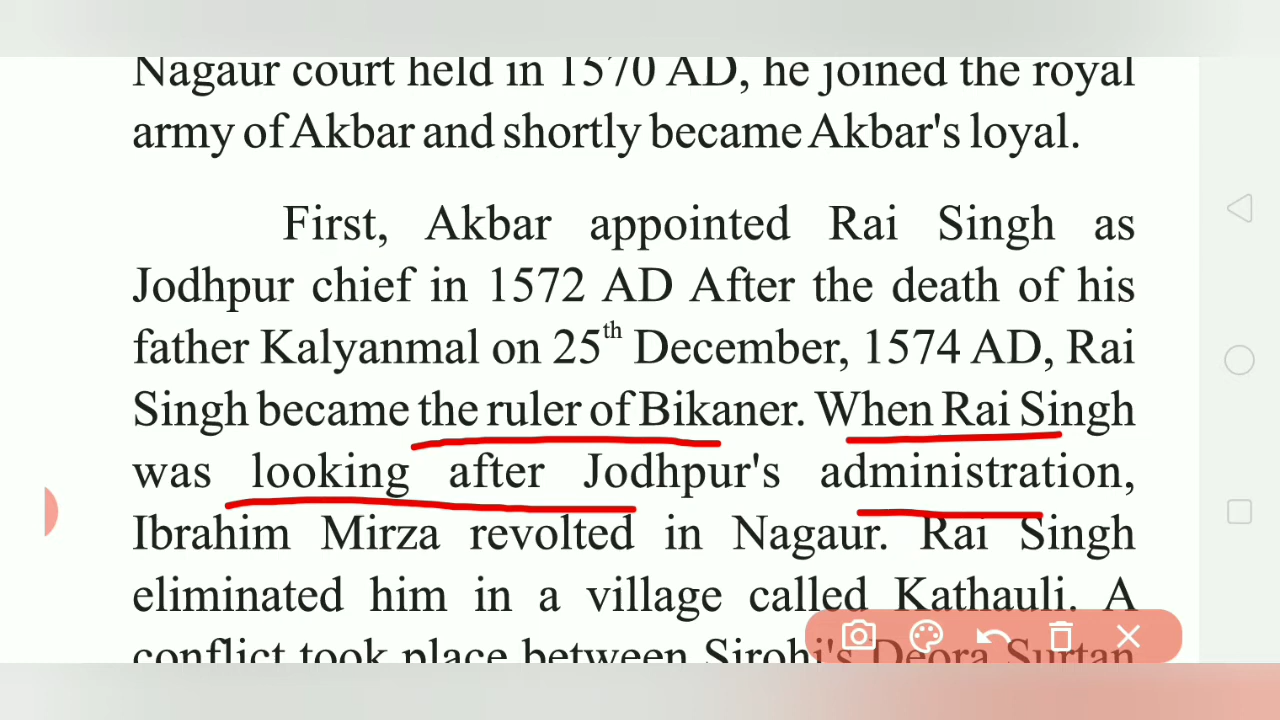 Nagaur court held in 1570 AD, he joined the royal
army of Akbar and shortly became Akbar's loyal.
First, Akbar appointed Rai Singh as
Jodhpur chief in 1572 AD After the death of his
father Kalyanmal on 25th December, 1574 AD, Rai
Singh became the ruler of Bikaner. When Rai Singh
was looking after Jodhpur's administration,
Ibrahim Mirza revolted in Nagaur. Rai Singh
eliminated him in a village called Kathauli. A
conflict took place between Sirohi's Deora Surtan